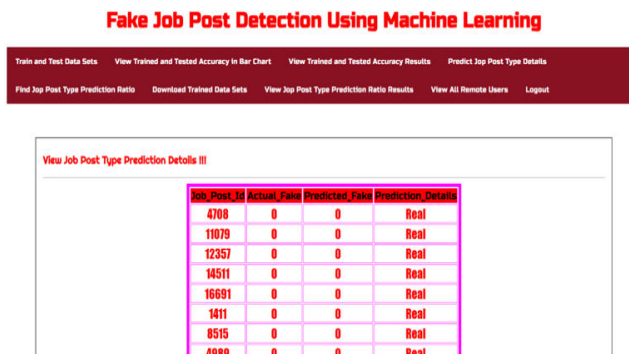 Fake Job Post Detection Using Machine Learning
Train and Test Data Sets View Trained and Tested Accuracy in Bar Chart View Trained and Tested Accuracy Results Predict Jop Post Type Details
Find Jop Post Type Prediction Ratio Download Trained Data Sets View Jop Post Type Prediction Ratio Results View All Remote Users Logout
View Job Post Type Prediction Details !!!
Job_Post_Id Actual_Fake Predicted_Fake Prediction_Details
4708 0 0 Real
11079 0 0 Real
12357 0 0 Real
14511 0 0 Real
16691 0 0 Real
1411 0 0 Real
8515 0 0 Real
4989 0 0 Real